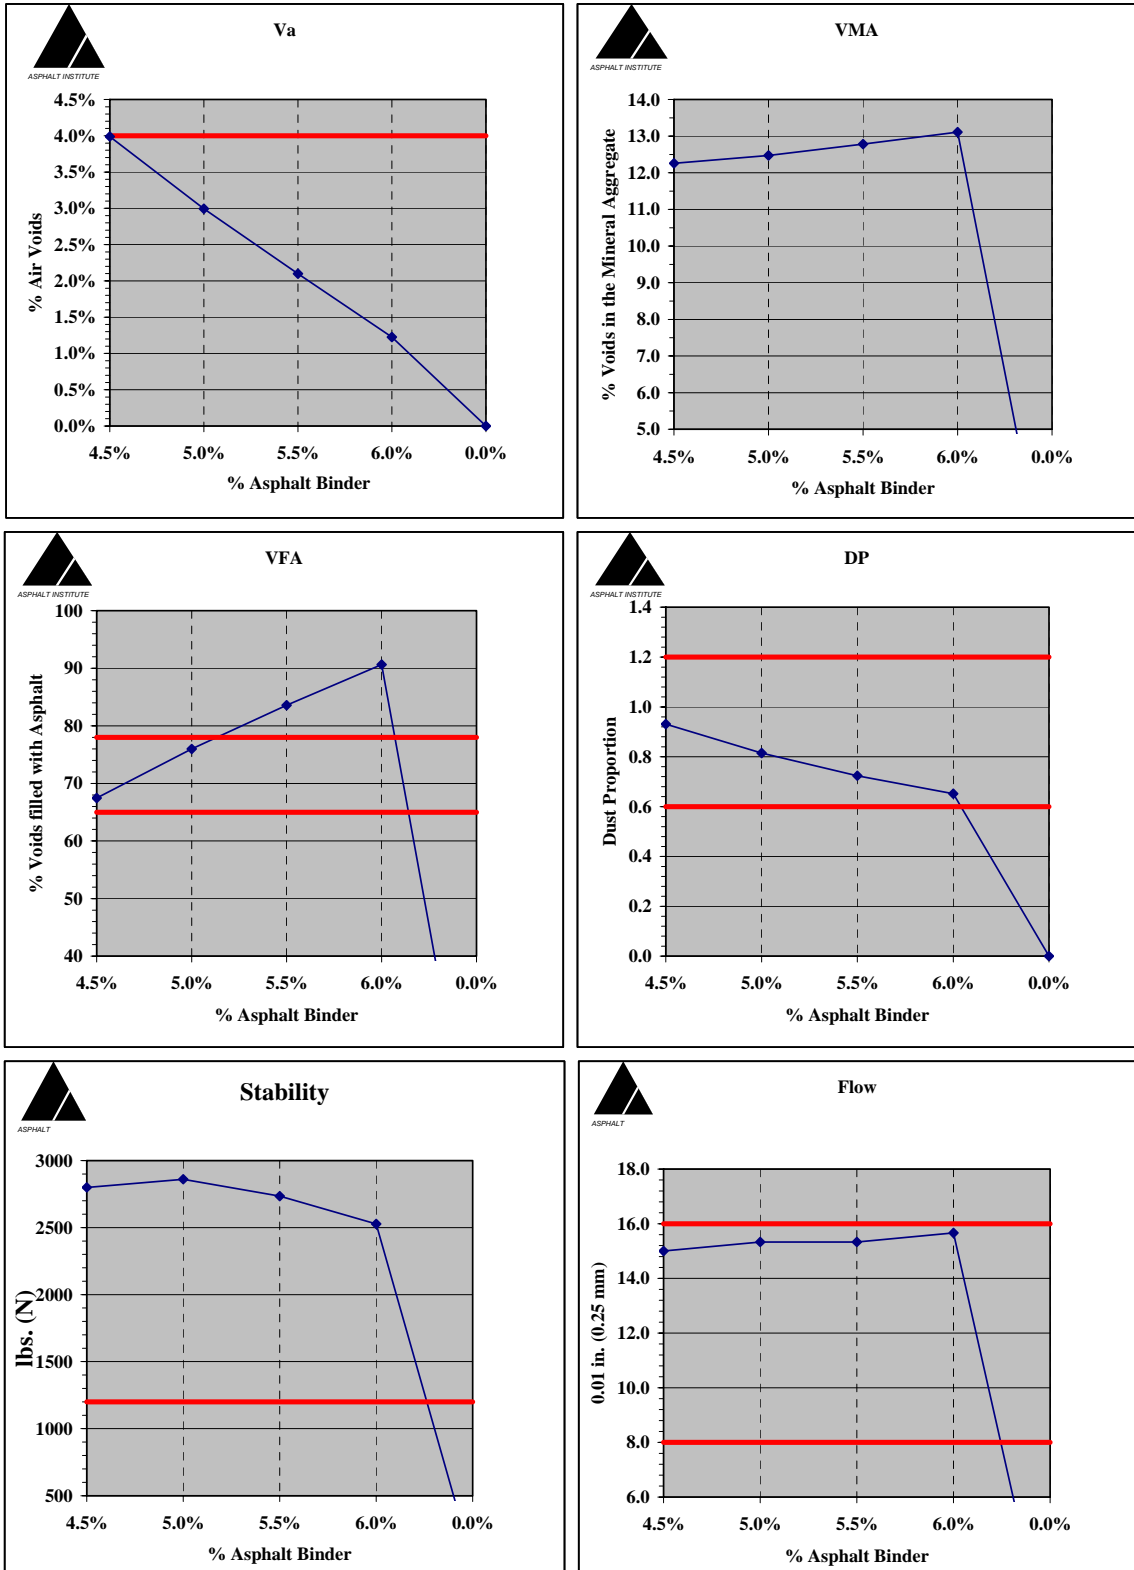 Va
ASPHALT INSTITUTE
4.5%
4.0%
3.5%
3.0%
2.5%
2.0%
1.5%
1.0%
0.5%
0.0%
% Air Voids
4.5% 5.0% 5.5% 6.0% 0.0%
% Asphalt Binder
VMA
ASPHALT INSTITUTE
14.0
13.0
12.0
11.0
10.0
9.0
8.0
7.0
6.0
5.0
% Voids in the Mineral Aggregate
4.5% 5.0% 5.5% 6.0% 0.0%
% Asphalt Binder
VFA
ASPHALT INSTITUTE
100
90
80
70
60
50
40
% Voids filled with Asphalt
4.5% 5.0% 5.5% 6.0% 0.0%
% Asphalt Binder
DP
ASPHALT INSTITUTE
1.4
1.2
1.0
0.8
0.6
0.4
0.2
0.0
Dust Proportion
4.5% 5.0% 5.5% 6.0% 0.0%
% Asphalt Binder
Stability
ASPHALT
3000
2500
2000
1500
1000
500
lbs. (N)
4.5% 5.0% 5.5% 6.0% 0.0%
% Asphalt Binder
Flow
ASPHALT
18.0
16.0
14.0
12.0
10.0
8.0
6.0
0.01 in. (0.25 mm)
4.5% 5.0% 5.5% 6.0% 0.0%
% Asphalt Binder